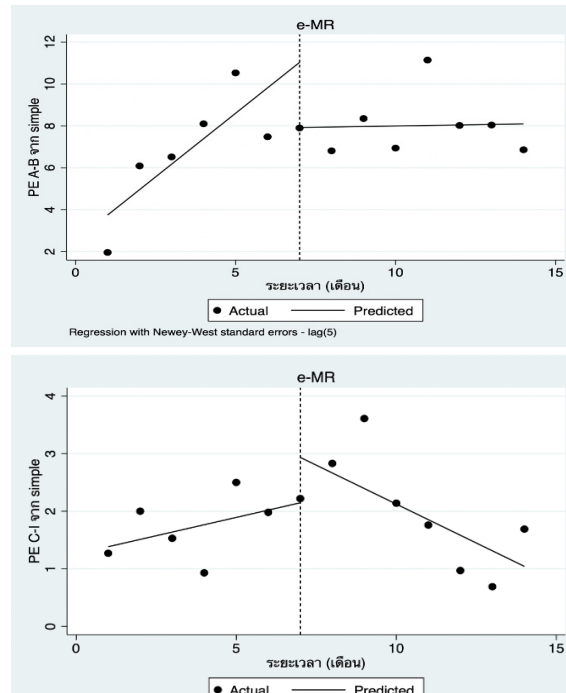 e-MR
12
10
8
6
4
2
PE A-B จาก simple
0 5 10 15
ระยะเวลา (เดือน)
Actual Predicted
Regression with Newey-West standard errors - lag(5)
e-MR
4
3
2
1
0
PE C-I จาก simple
0 5 10 15
ระยะเวลา (เดือน)
Actual Predicted